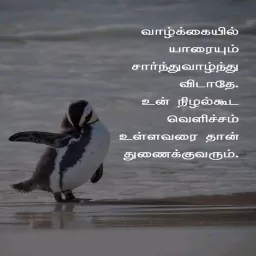 வாழ்க்கையில்
யாரையும்
சார்ந்துவாழ்ந்து
விடாதே.
உன் நிழல்கூட
வெளிச்சம்
உள்ளவரை தான்
துணைக்குவரும்.